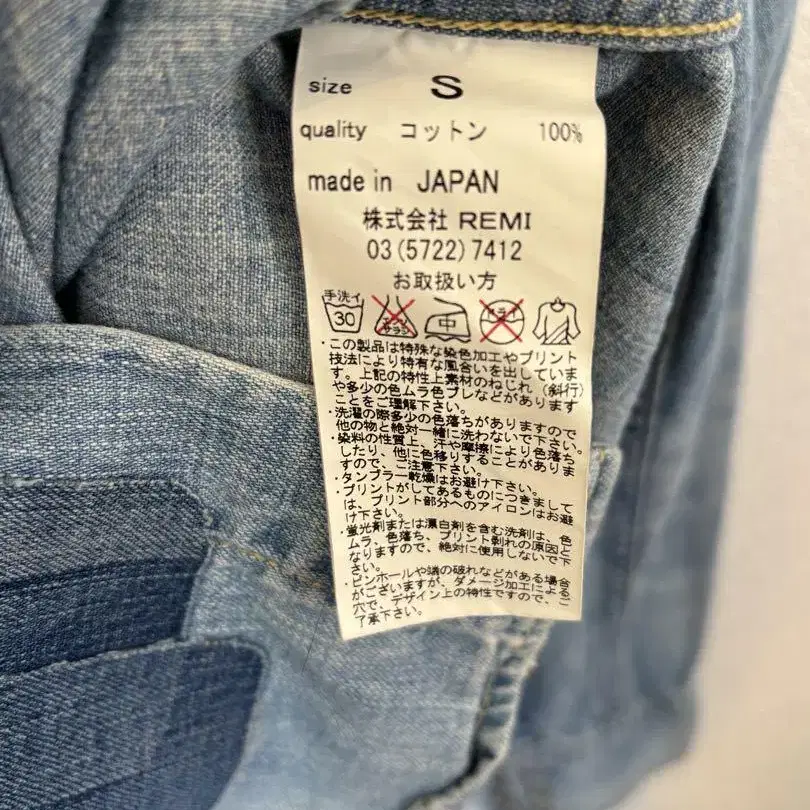 size S
quality コットン 100%
made in JAPAN
株式会社 REMI
03(5722)7412
お取扱い方
手洗イ
30 エンソサラシ 中 ドライ
・この製品は特殊な染色加工やプリント
技法により特有な風合いを出していま
す。上記の特性上素材のねじれ(斜行)
や多少の色ムラ色ブレなどがあります
ことをご理解下さい。
・洗濯の際多少の色落ちがありますので
他の物と絶対一緒に洗わないで下さい。
・染料の性質上、汗や摩擦により色落ち
したり、他に色移りすることがありま
すので、ご注意下さい。
・タンブラー乾燥はお避け下さい。
・プリントがしてあるものにつきまして
は、プリント部分へのアイロンはお避
け下さい。
・蛍光剤または漂白剤を含む洗剤は、色
ムラ、色落ち、プリント剥れの原因と
なりますので、絶対に使用しないで下
さい。
・ピンホールや端の破れなどがある場合
がございますが、ダメージ加工による
穴で、デザイン上の特性ですので、ご
了承下さい。